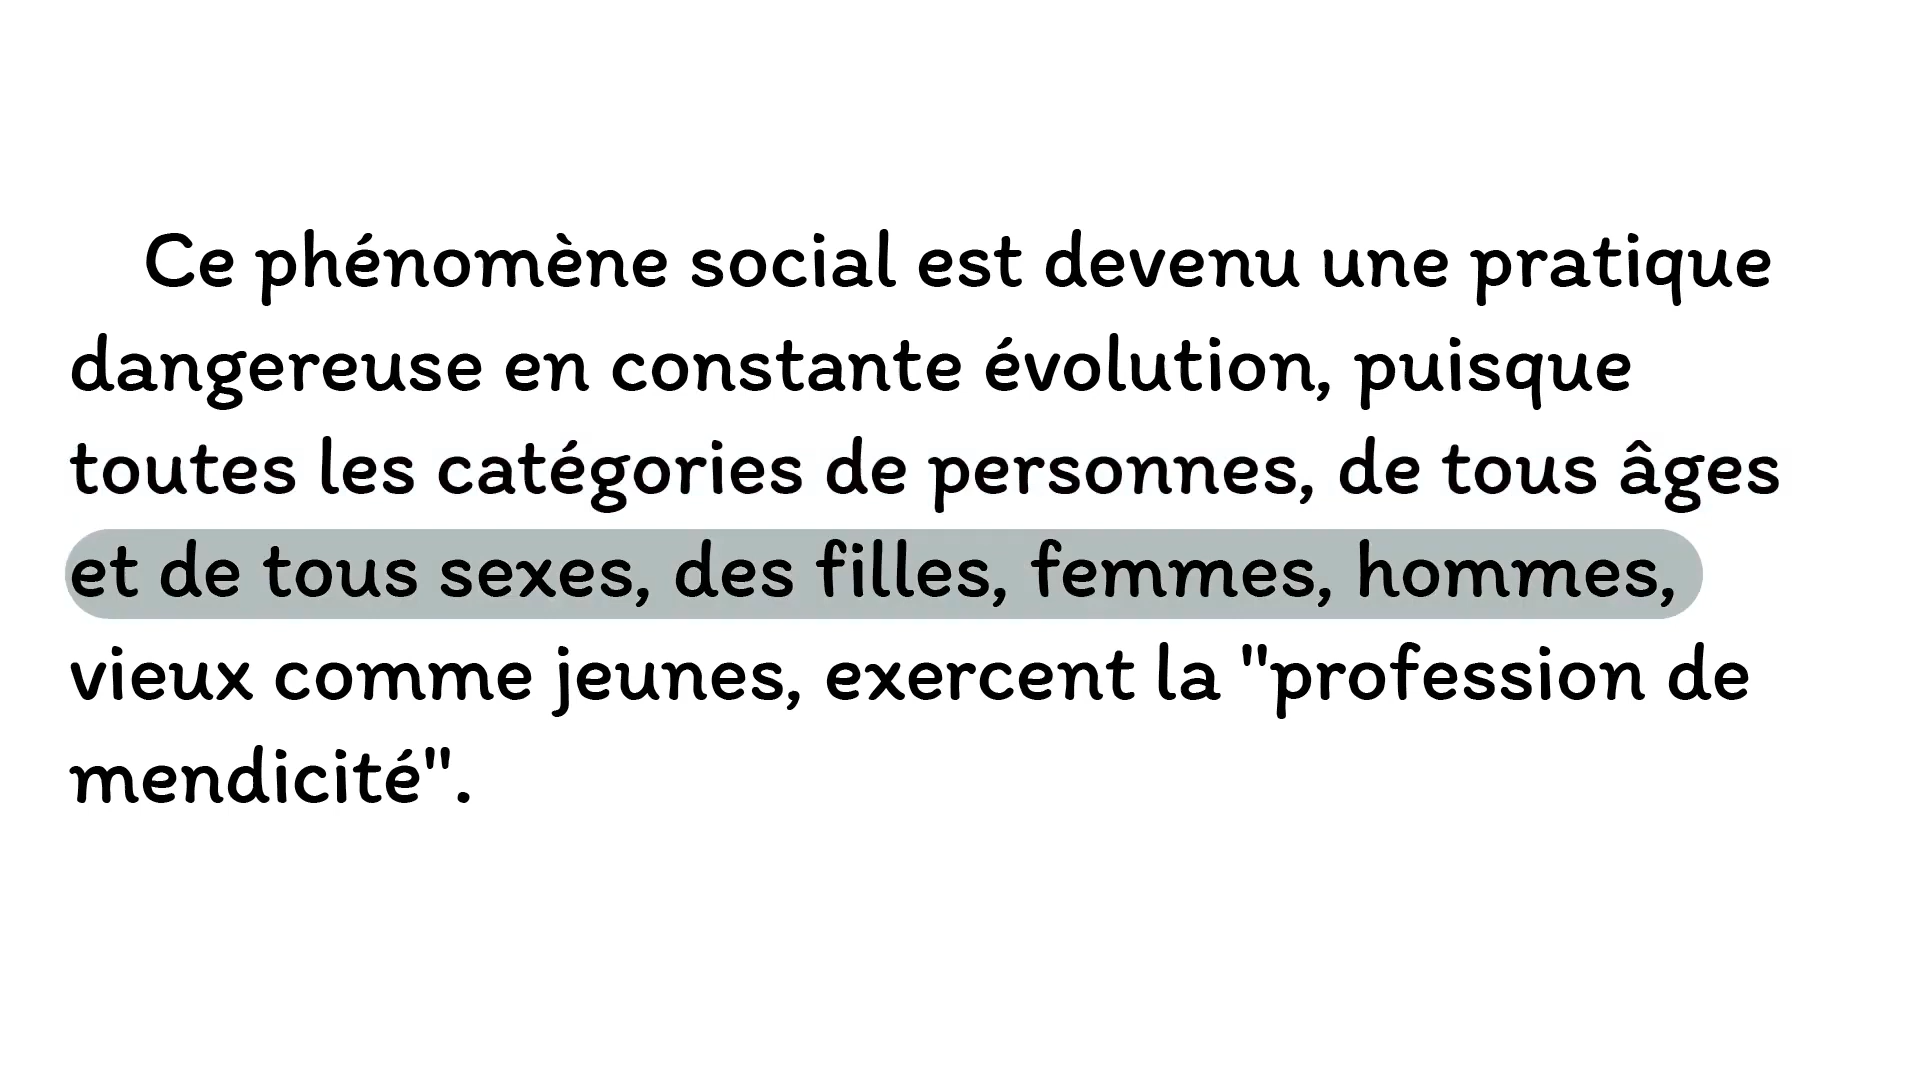 Ce phénomène social est devenu une pratique
dangereuse en constante évolution, puisque
toutes les catégories de personnes, de tous âges
et de tous sexes, des filles, femmes, hommes,
vieux comme jeunes, exercent la "profession de
mendicité".